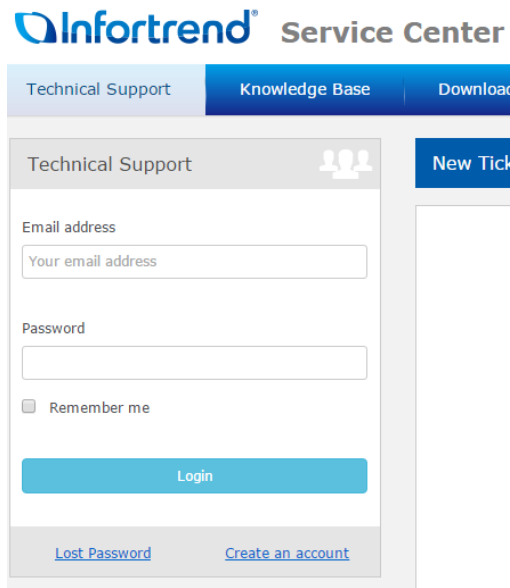 Infortrend® Service Center
Technical Support Knowledge Base
Technical Support New
Email address
Your email address
Password
Remember me
Login
Lost Password Create an account